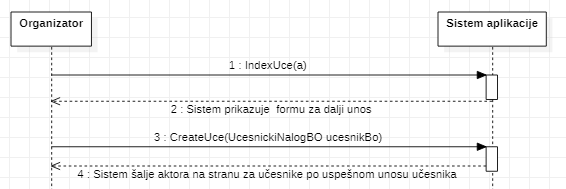 Organizator
Sistem aplikacije
1 : IndexUce(a)
2 : Sistem prikazuje formu za dalji unos
3 : CreateUce(UcesnickiNalogBO ucesnikBo)
4 : Sistem šalje aktora na stranu za učesnike po uspešnom unosu učesnika